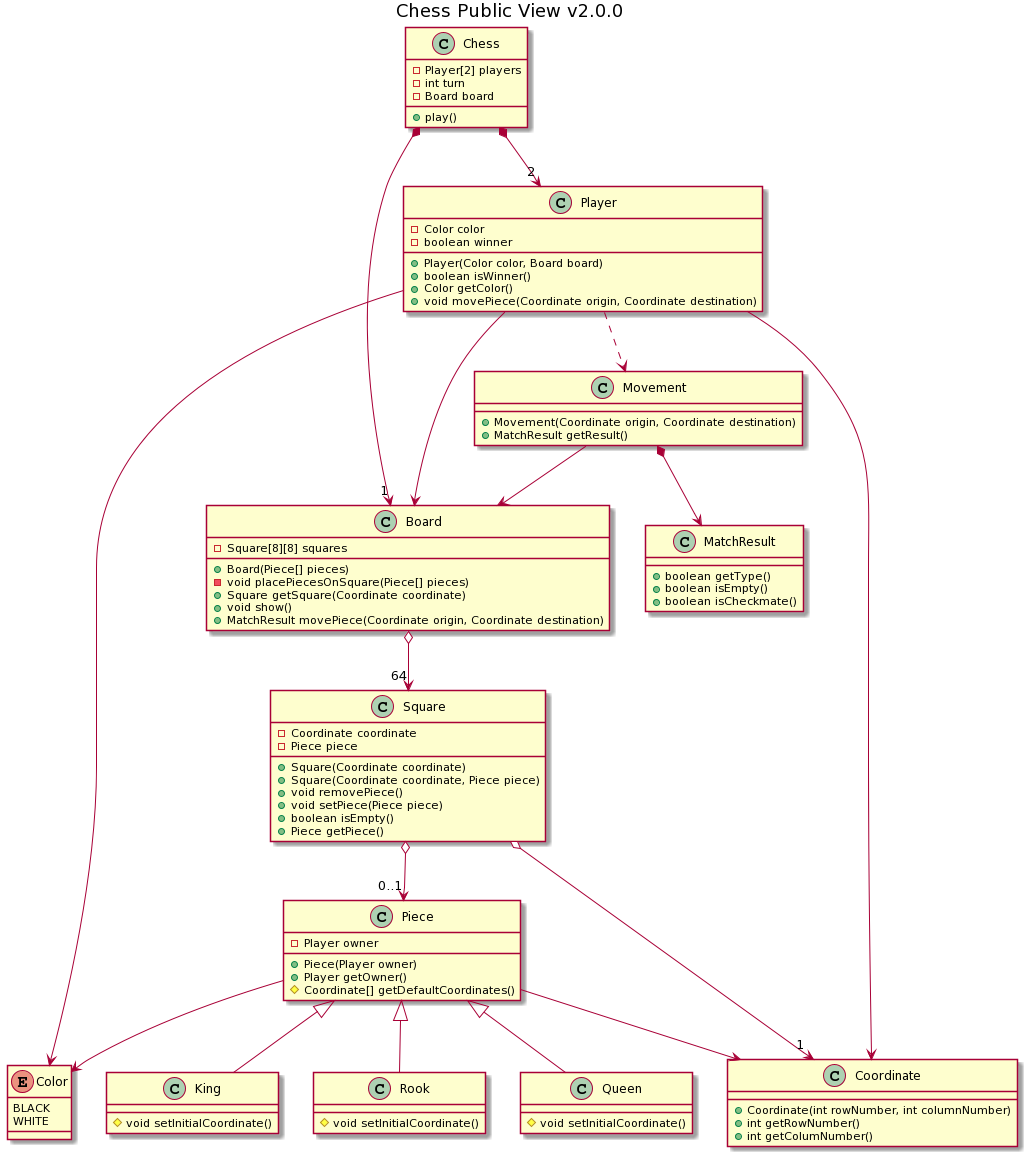 Chess Public View v2.0.0
C Chess
Player[2] players
int turn
Board board
play()
2
C Player
Color color
boolean winner
Player(Color color, Board board)
boolean isWinner()
Color getColor()
void movePiece(Coordinate origin, Coordinate destination)
C Movement
Movement(Coordinate origin, Coordinate destination)
MatchResult getResult()
1
C Board
Square[8][8] squares
Board(Piece[] pieces)
void placePiecesOnSquare(Piece[] pieces)
Square getSquare(Coordinate coordinate)
void show()
MatchResult movePiece(Coordinate origin, Coordinate destination)
C MatchResult
boolean getType()
boolean isEmpty()
boolean isCheckmate()
64
C Square
Coordinate coordinate
Piece piece
Square(Coordinate coordinate)
Square(Coordinate coordinate, Piece piece)
void removePiece()
void setPiece(Piece piece)
boolean isEmpty()
Piece getPiece()
0..1
C Piece
Player owner
Piece(Player owner)
Player getOwner()
Coordinate[] getDefaultCoordinates()
1
E Color
BLACK
WHITE
C King
void setInitialCoordinate()
C Rook
void setInitialCoordinate()
C Queen
void setInitialCoordinate()
C Coordinate
Coordinate(int rowNumber, int columnNumber)
int getRowNumber()
int getColumNumber()